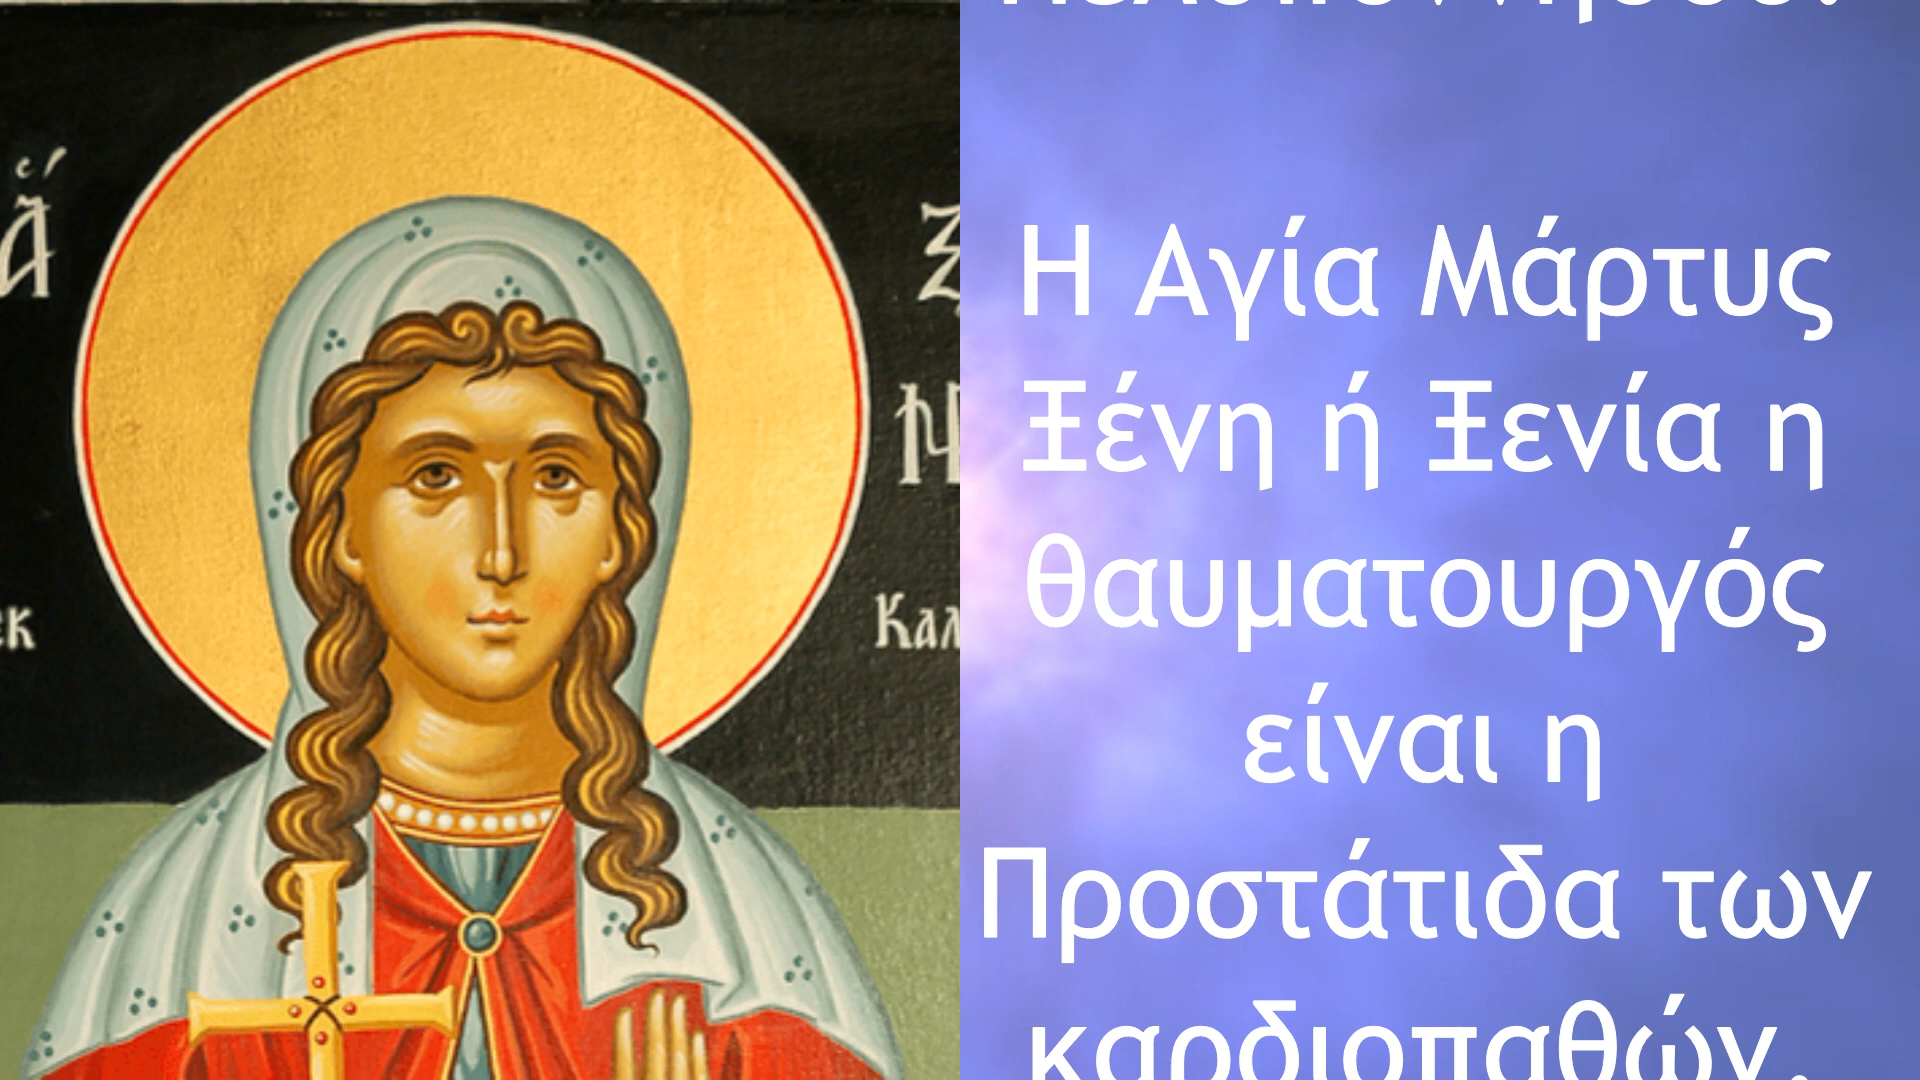 Η Αγία Μάρτυς
Ξένη ή Ξενία η
θαυματουργός
είναι η
Προστάτιδα των
καρδιοπαθών.